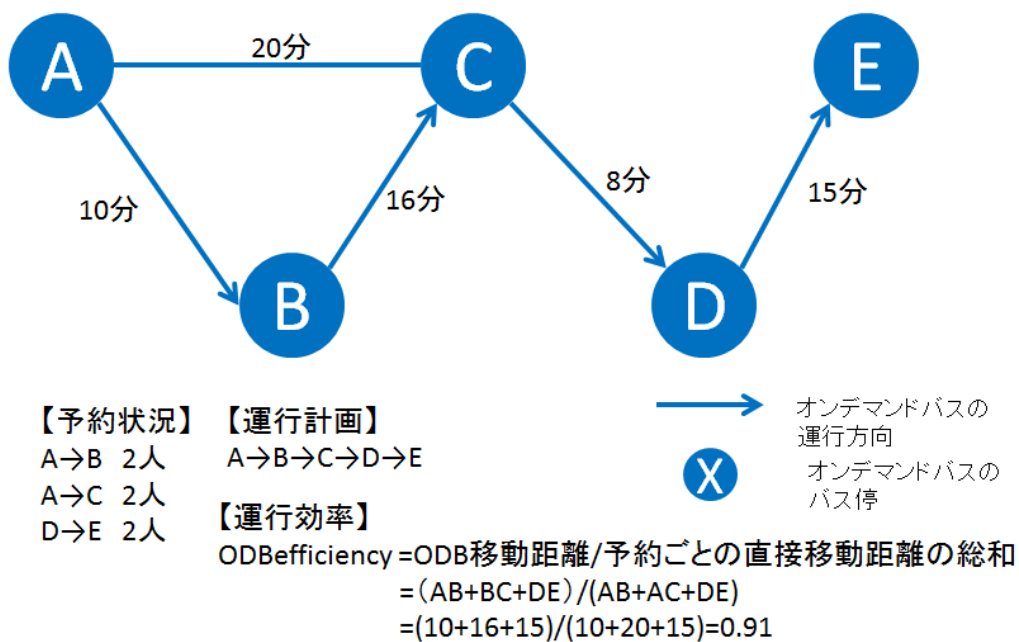 A
20分
C
E
10分
16分
8分
15分
B
D
【予約状況】
A→B 2人
A→C 2人
D→E 2人
【運行計画】
A→B→C→D→E
【運行効率】
ODBefficiency =ODB移動距離/予約ごとの直接移動距離の総和
=(AB+BC+DE)/(AB+AC+DE)
=(10+16+15)/(10+20+15)=0.91
オンデマンドバスの
運行方向
X
オンデマンドバスの
バス停